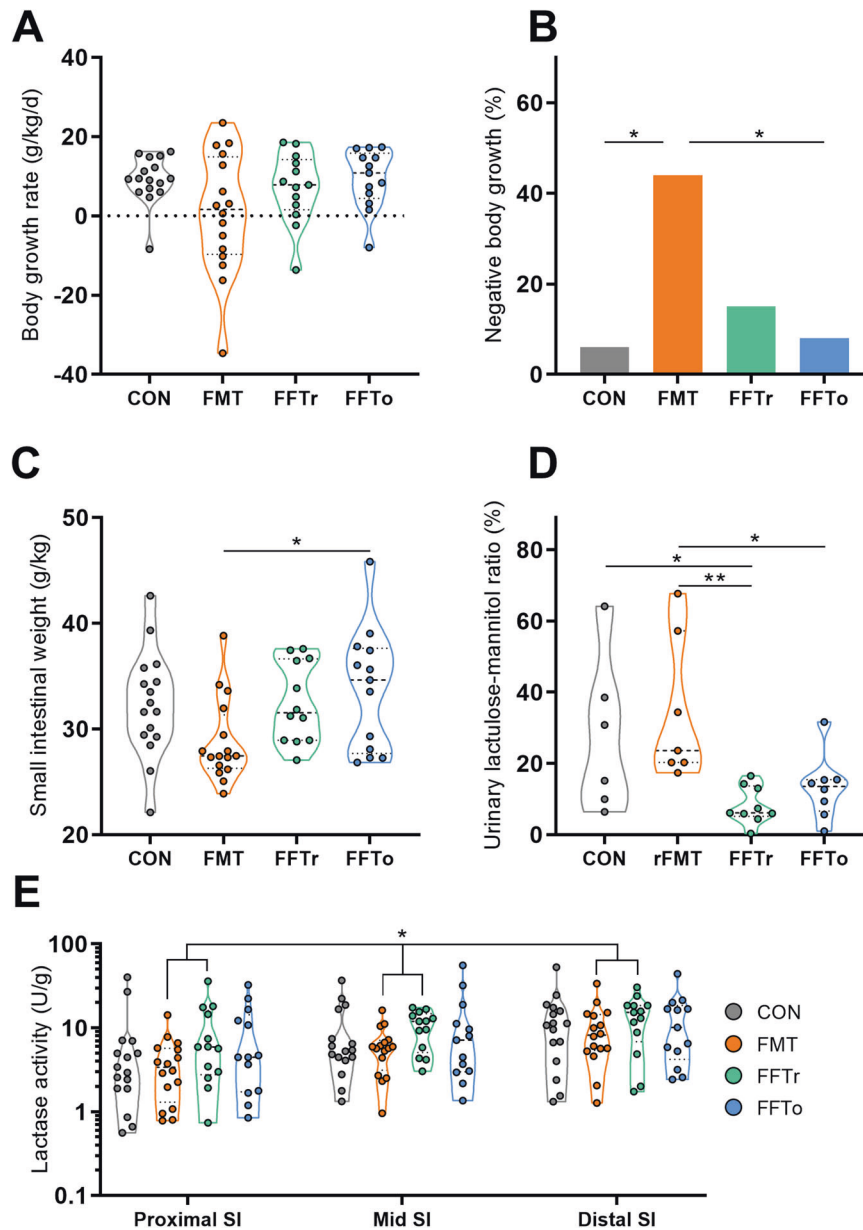 A
Body growth rate (g/kg/d)
40
20
0
-20
-40
CON FMT FFTr FFTo
B
Negative body growth (%)
60
40
20
0
* *
CON FMT FFTr FFTo
C
Small intestinal weight (g/kg)
50
40
30
20
*
CON FMT FFTr FFTo
D
Urinary lactulose-mannitol ratio (%)
80
60
40
20
0
*
*
**
CON rFMT FFTr FFTo
E
Lactase activity (U/g)
100
10
1
0.1
*
Proximal SI Mid SI Distal SI
CON
FMT
FFTr
FFTo